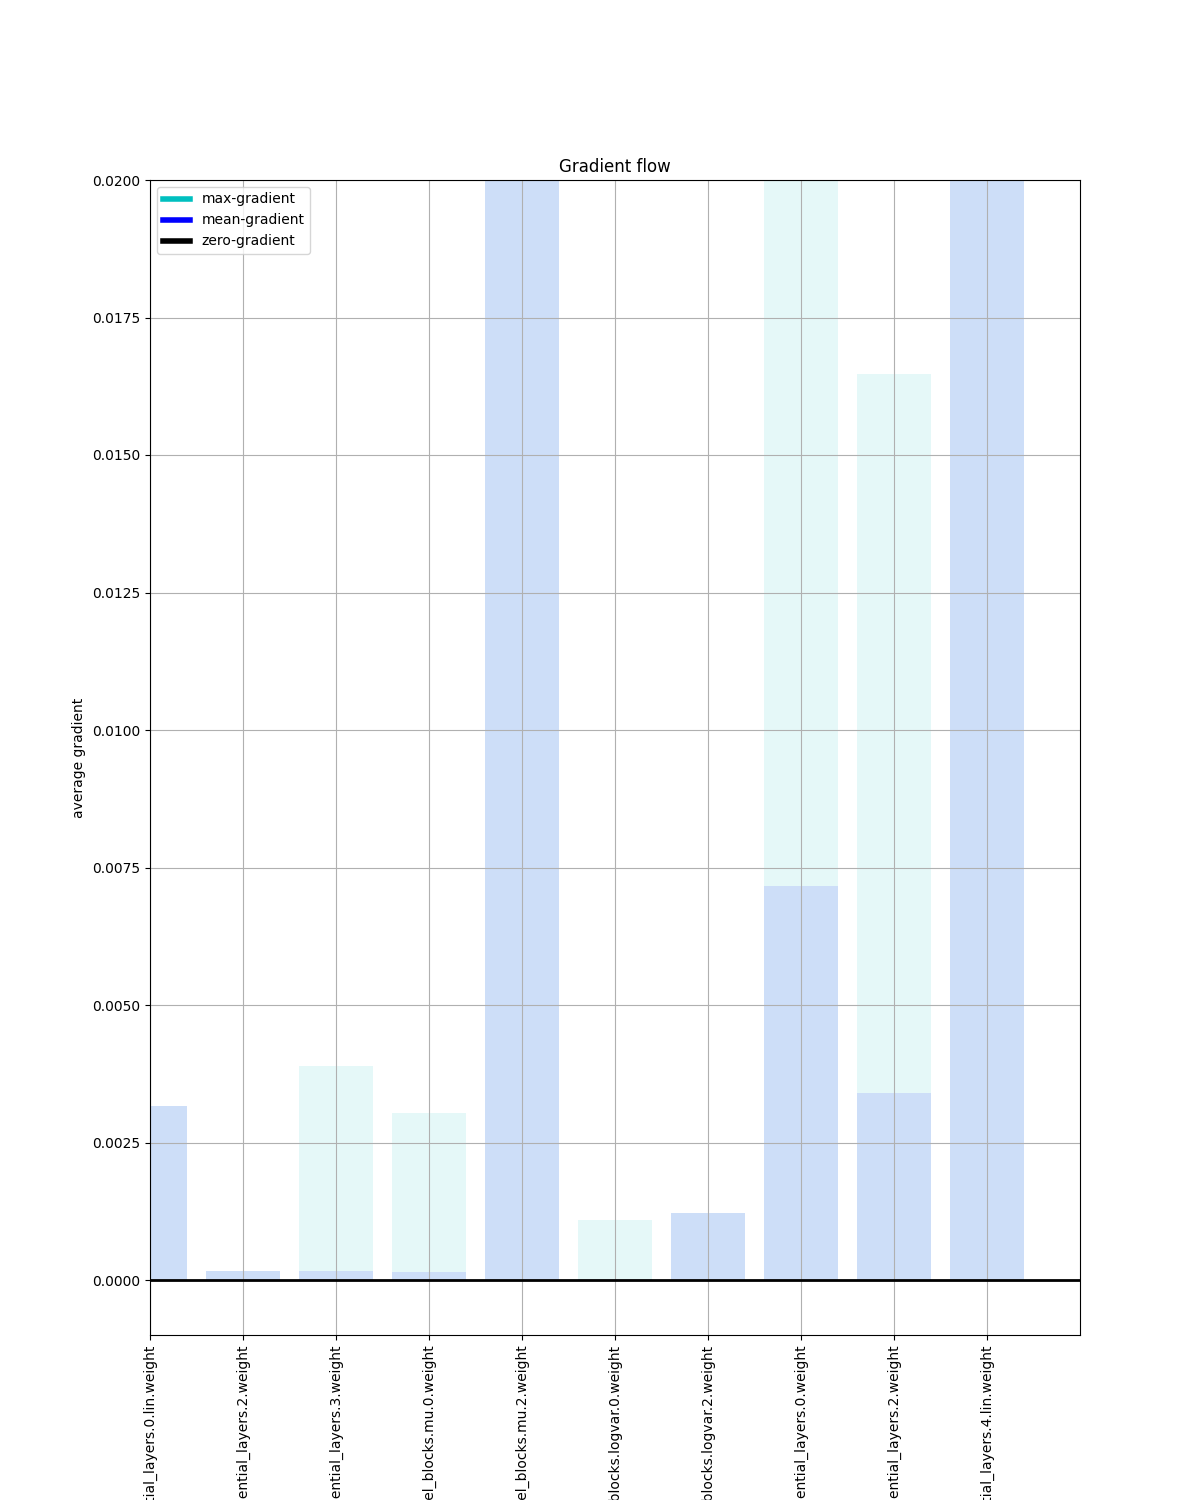 Gradient flow
max-gradient
mean-gradient
zero-gradient
average gradient
0.0200
0.0175
0.0150
0.0125
0.0100
0.0075
0.0050
0.0025
0.0000
tial_layers.0.lin.weight
ential_layers.2.weight
ential_layers.3.weight
el_blocks.mu.0.weight
el_blocks.mu.2.weight
blocks.logvar.0.weight
blocks.logvar.2.weight
ential_layers.0.weight
ential_layers.2.weight
tial_layers.4.lin.weight